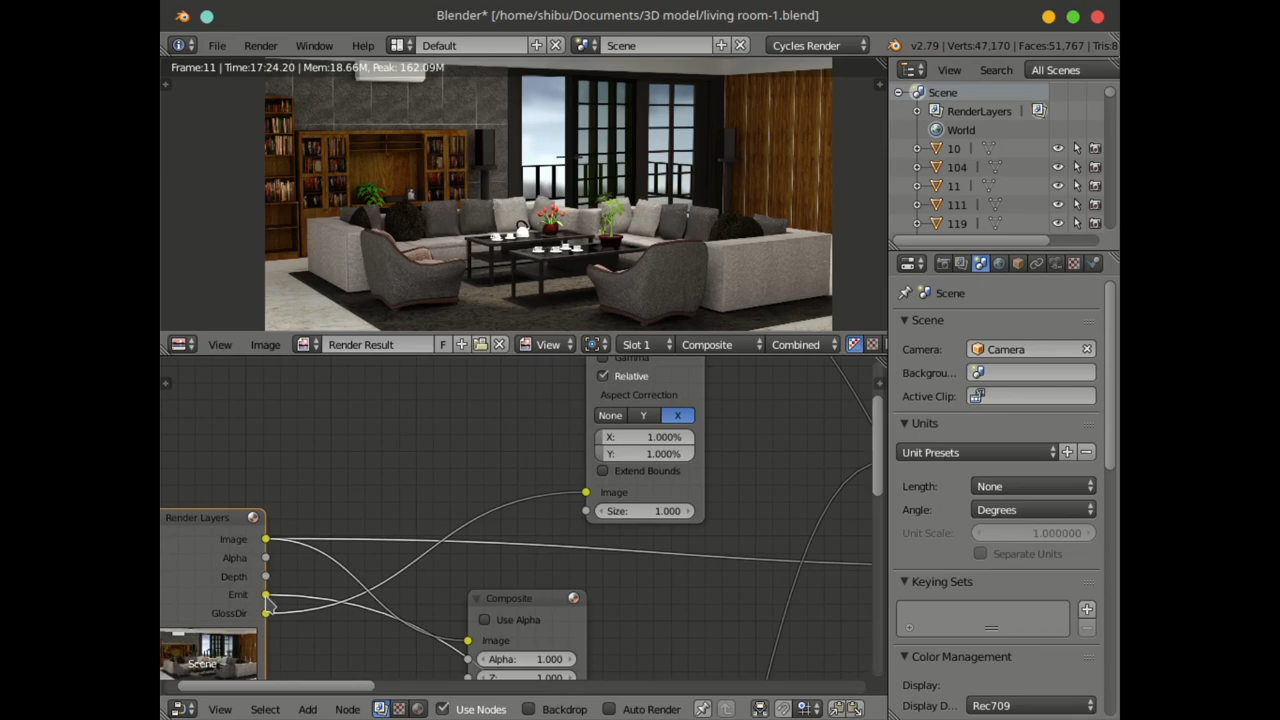 Blender* [/home/shibu/Documents/3D model/living room-1.blend]
File Render Window Help Default Scene Cycles Render v2.79 | Verts:47,170 | Faces:51,767 | Tris:8
Frame:11 | Time:17:24.20 | Mem:18.66M, Peak: 162.09M
View Search All Scenes
Scene
RenderLayers |
World
10 |
104 |
11 |
111 |
119 |
View Image Render Result F View Slot 1 Composite Combined
Scene
Scene
Camera: Camera
Backgrou...
Active Clip:
Units
Unit Presets
Length: None
Angle: Degrees
Unit Scale: 1.000000
Separate Units
Keying Sets
Color Management
Display:
Display D... Rec709
Gamma
Relative
Aspect Correction
None Y X
X: 1.000%
Y: 1.000%
Extend Bounds
Image
Size: 1.000
Render Layers
Image
Alpha
Depth
Emit
GlossDir
Scene
Composite
Use Alpha
Image
Alpha: 1.000
Z: 1.000
View Select Add Node Use Nodes Backdrop Auto Render